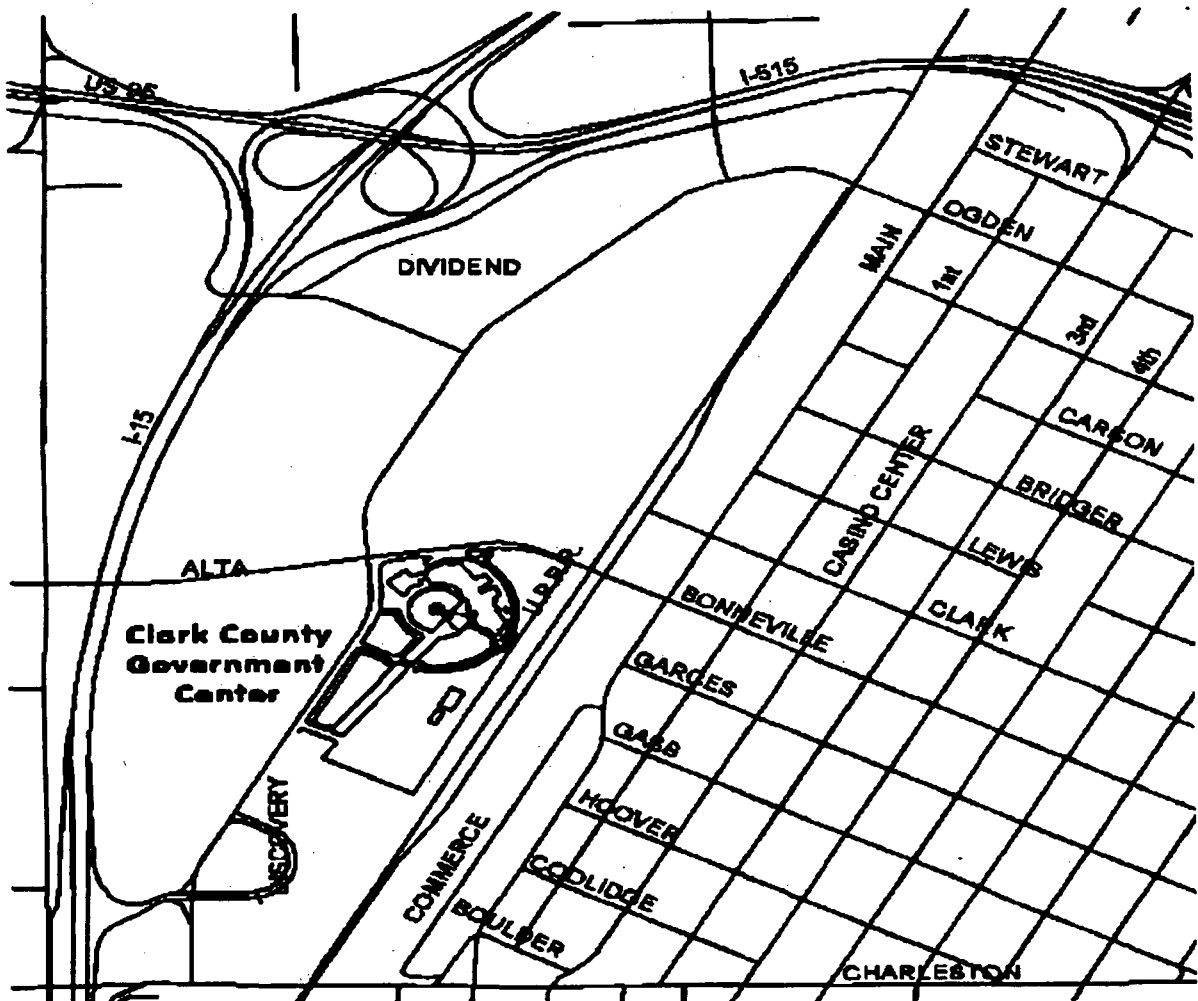 US 95
I-515
STEWART
OGDEN
MAIN
1st
DIVIDEND
3rd
4th
I-15
CARSON
CASINO CENTER
BRIDGER
LEWIS
ALTA
U.P.R.R.
BONNEVILLE
CLARK
Clark County
Government
Center
GARCES
GASS
DISCOVERY
HOOVER
COMMERCE
COOLIDGE
BOULDER
CHARLESTON